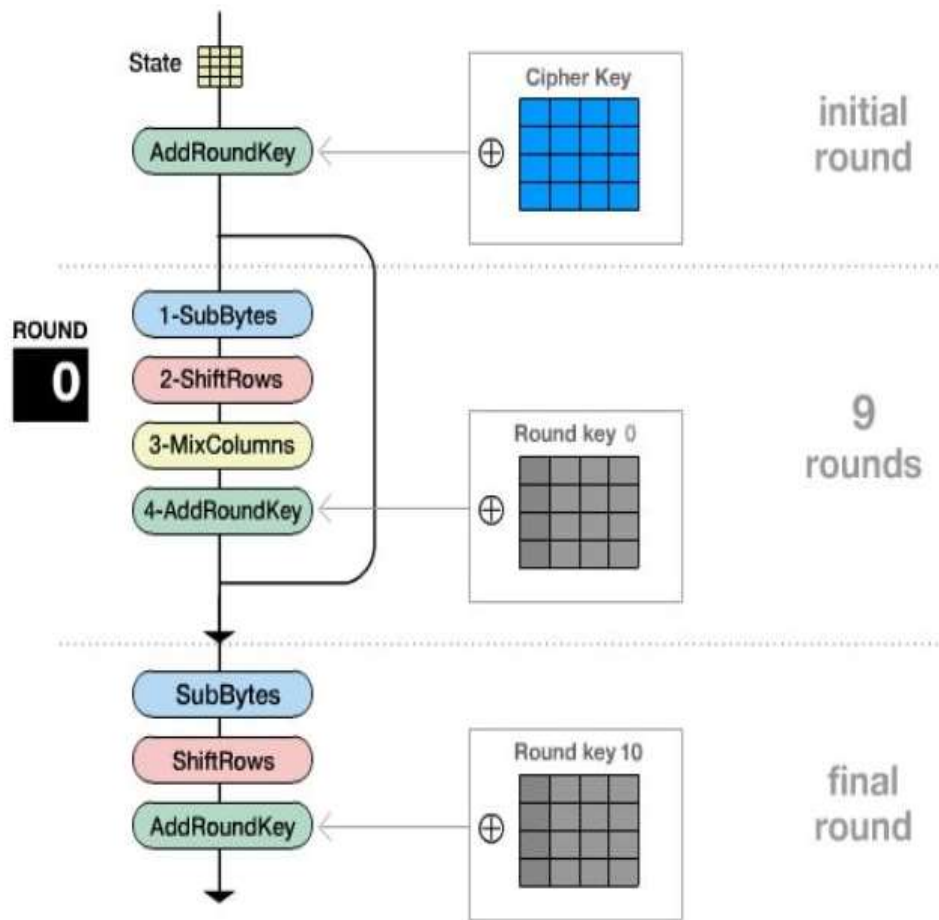 State
Cipher Key
AddRoundKey
initial
round
1-SubBytes
ROUND
0
2-ShiftRows
3-MixColumns
Round key 0
9
rounds
4-AddRoundKey
SubBytes
ShiftRows
Round key 10
AddRoundKey
final
round